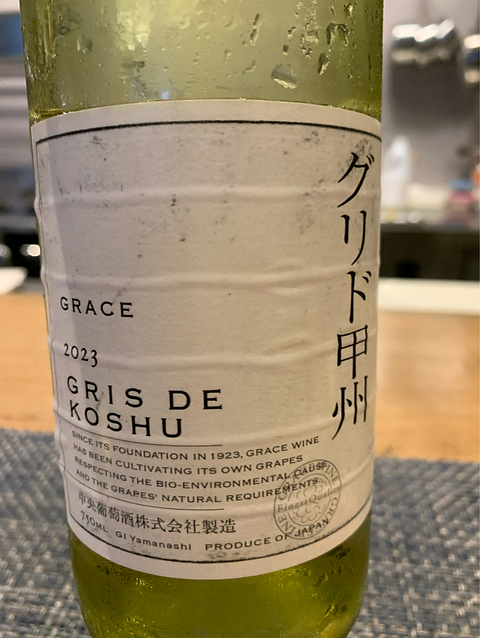 グリド甲州
GRACE
2023
GRIS DE
KOSHU
SINCE ITS FOUNDATION IN 1923, GRACE WINE
HAS BEEN CULTIVATING ITS OWN GRAPES
RESPECTING THE BIO-ENVIRONMENTAL CAUSE
AND THE GRAPES' NATURAL REQUIREMENTS
中央葡萄酒株式会社製造
750ML GI Yamanashi PRODUCE OF JAPAN
Finest Quality